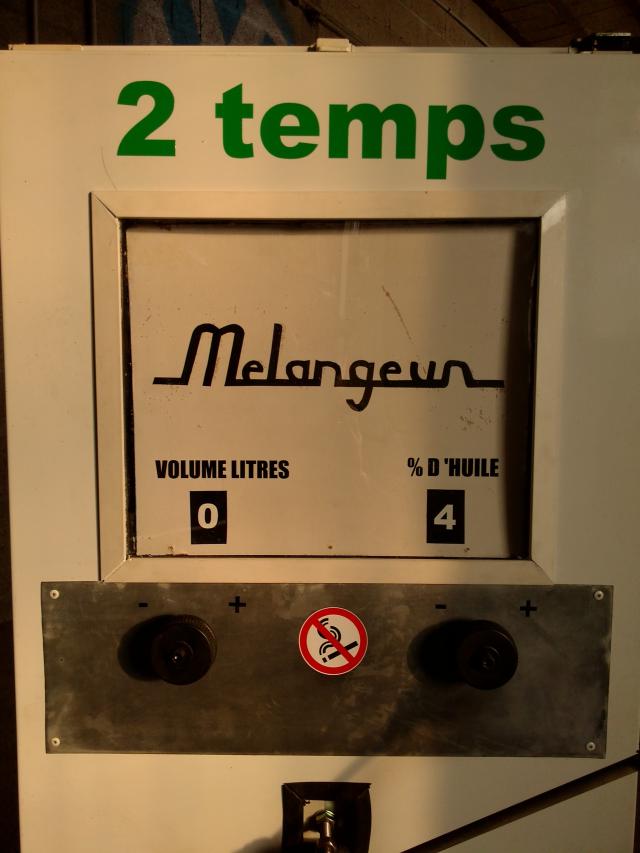 2 temps
Melangeur
VOLUME LITRES % D 'HUILE
0 4
- + - +